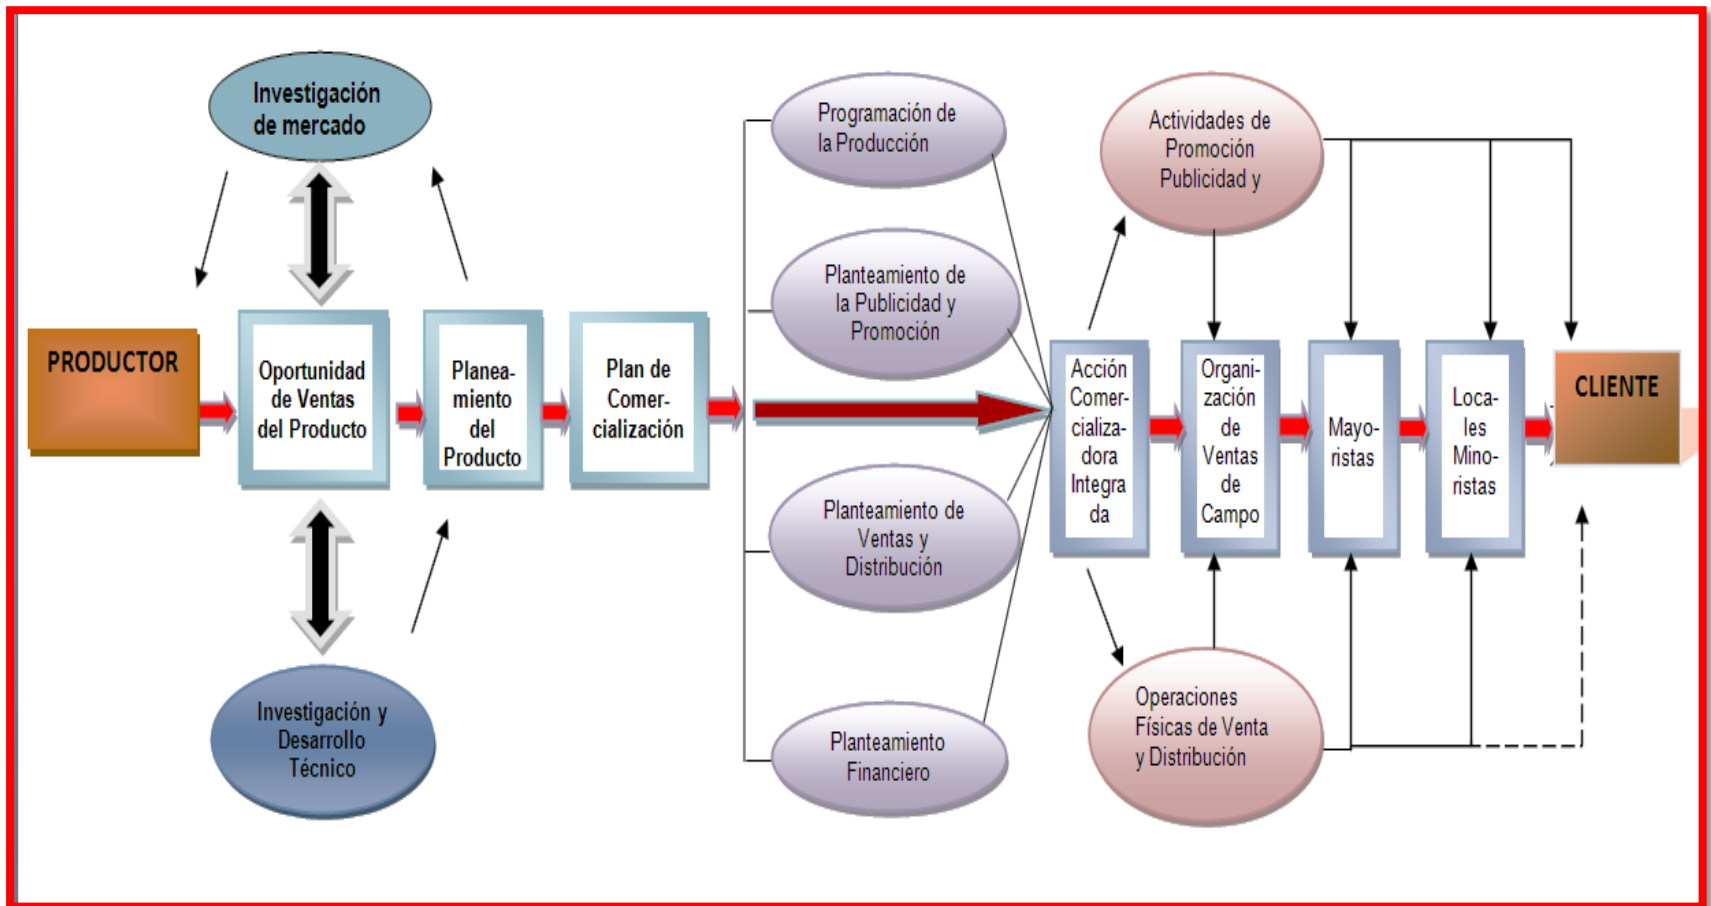 Investigación
de mercado
PRODUCTOR
Oportunidad
de Ventas
del Producto
Planea-
miento
del
Producto
Plan de
Comer-
cialización
Investigación y
Desarrollo
Técnico
Programación de
la Producción
Planteamiento de
la Publicidad y
Promoción
Planteamiento de
Ventas y
Distribución
Planteamiento
Financiero
Actividades de
Promoción
Publicidad y
Acción
Comer-
cializa-
dora
Integra
da
Organi-
zación
de
Ventas
de
Campo
Mayo-
ristas
Loca-
les
Mino-
ristas
CLIENTE
Operaciones
Físicas de Venta
y Distribución